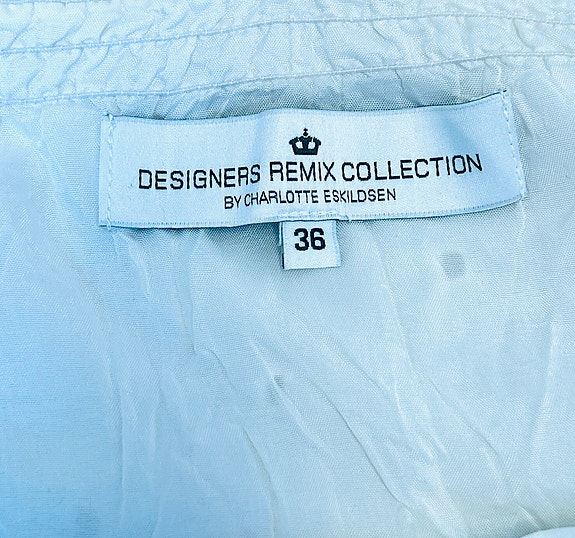 DESIGNERS REMIX COLLECTION
BY CHARLOTTE ESKILDSEN
36